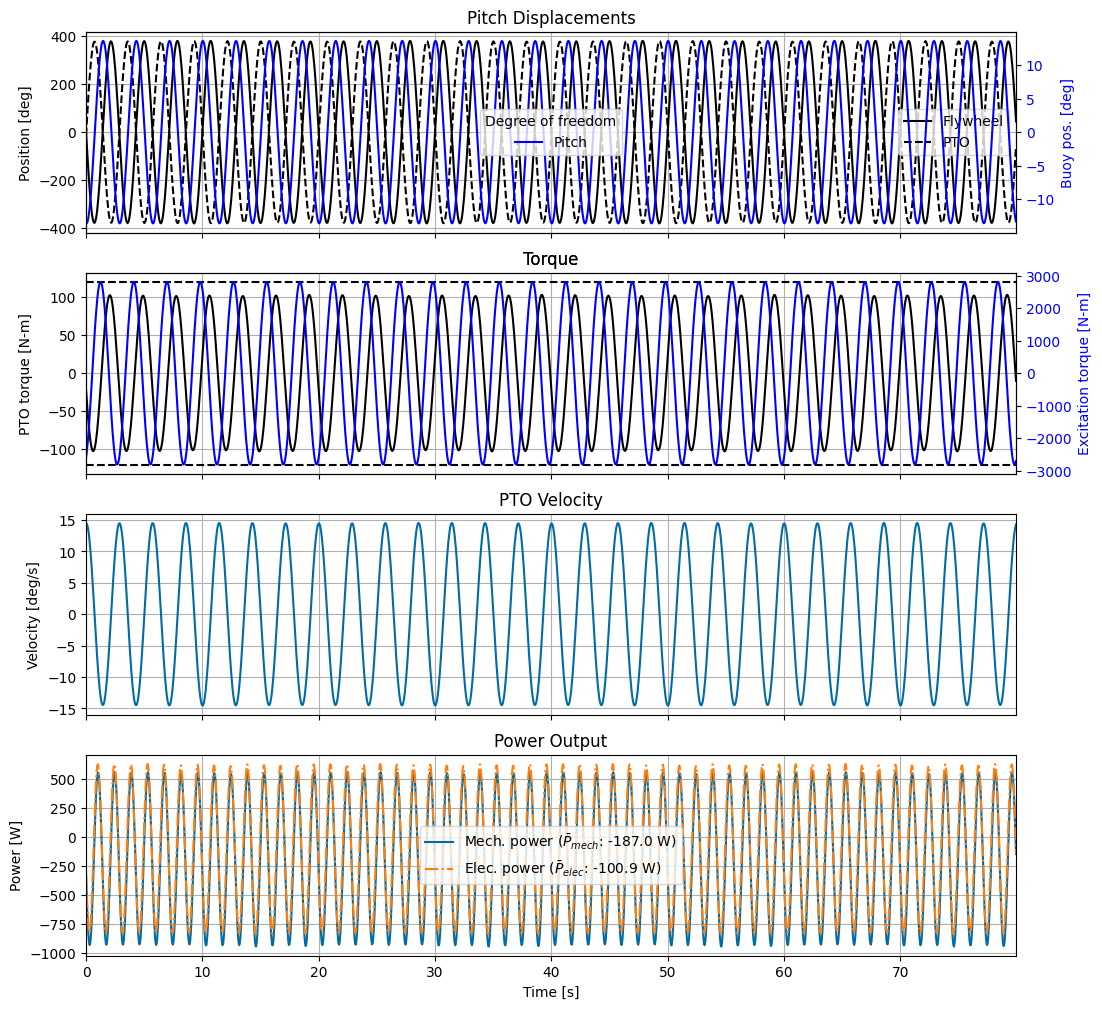 Pitch Displacements
400
200
0
−200
−400
Position [deg]
10
5
0
−5
−10
Buoy pos. [deg]
Degree of freedom
Pitch
Flywheel
PTO
Torque
100
50
0
−50
−100
PTO torque [N-m]
3000
2000
1000
0
−1000
−2000
−3000
Excitation torque [N-m]
PTO Velocity
15
10
5
0
−5
−10
−15
Velocity [deg/s]
Power Output
500
250
0
−250
−500
−750
−1000
Power [W]
Mech. power (P̄mech: -187.0 W)
Elec. power (P̄elec: -100.9 W)
0 10 20 30 40 50 60 70
Time [s]